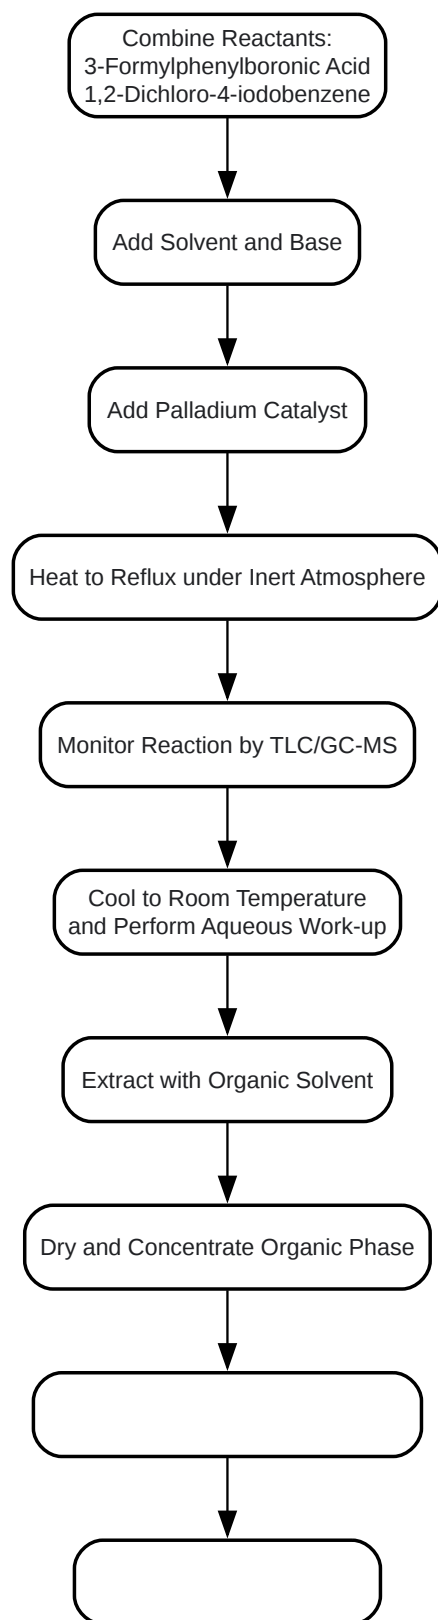 Combine Reactants:
3-Formylphenylboronic Acid
1,2-Dichloro-4-iodobenzene
Add Solvent and Base
Add Palladium Catalyst
Heat to Reflux under Inert Atmosphere
Monitor Reaction by TLC/GC-MS
Cool to Room Temperature
and Perform Aqueous Work-up
Extract with Organic Solvent
Dry and Concentrate Organic Phase